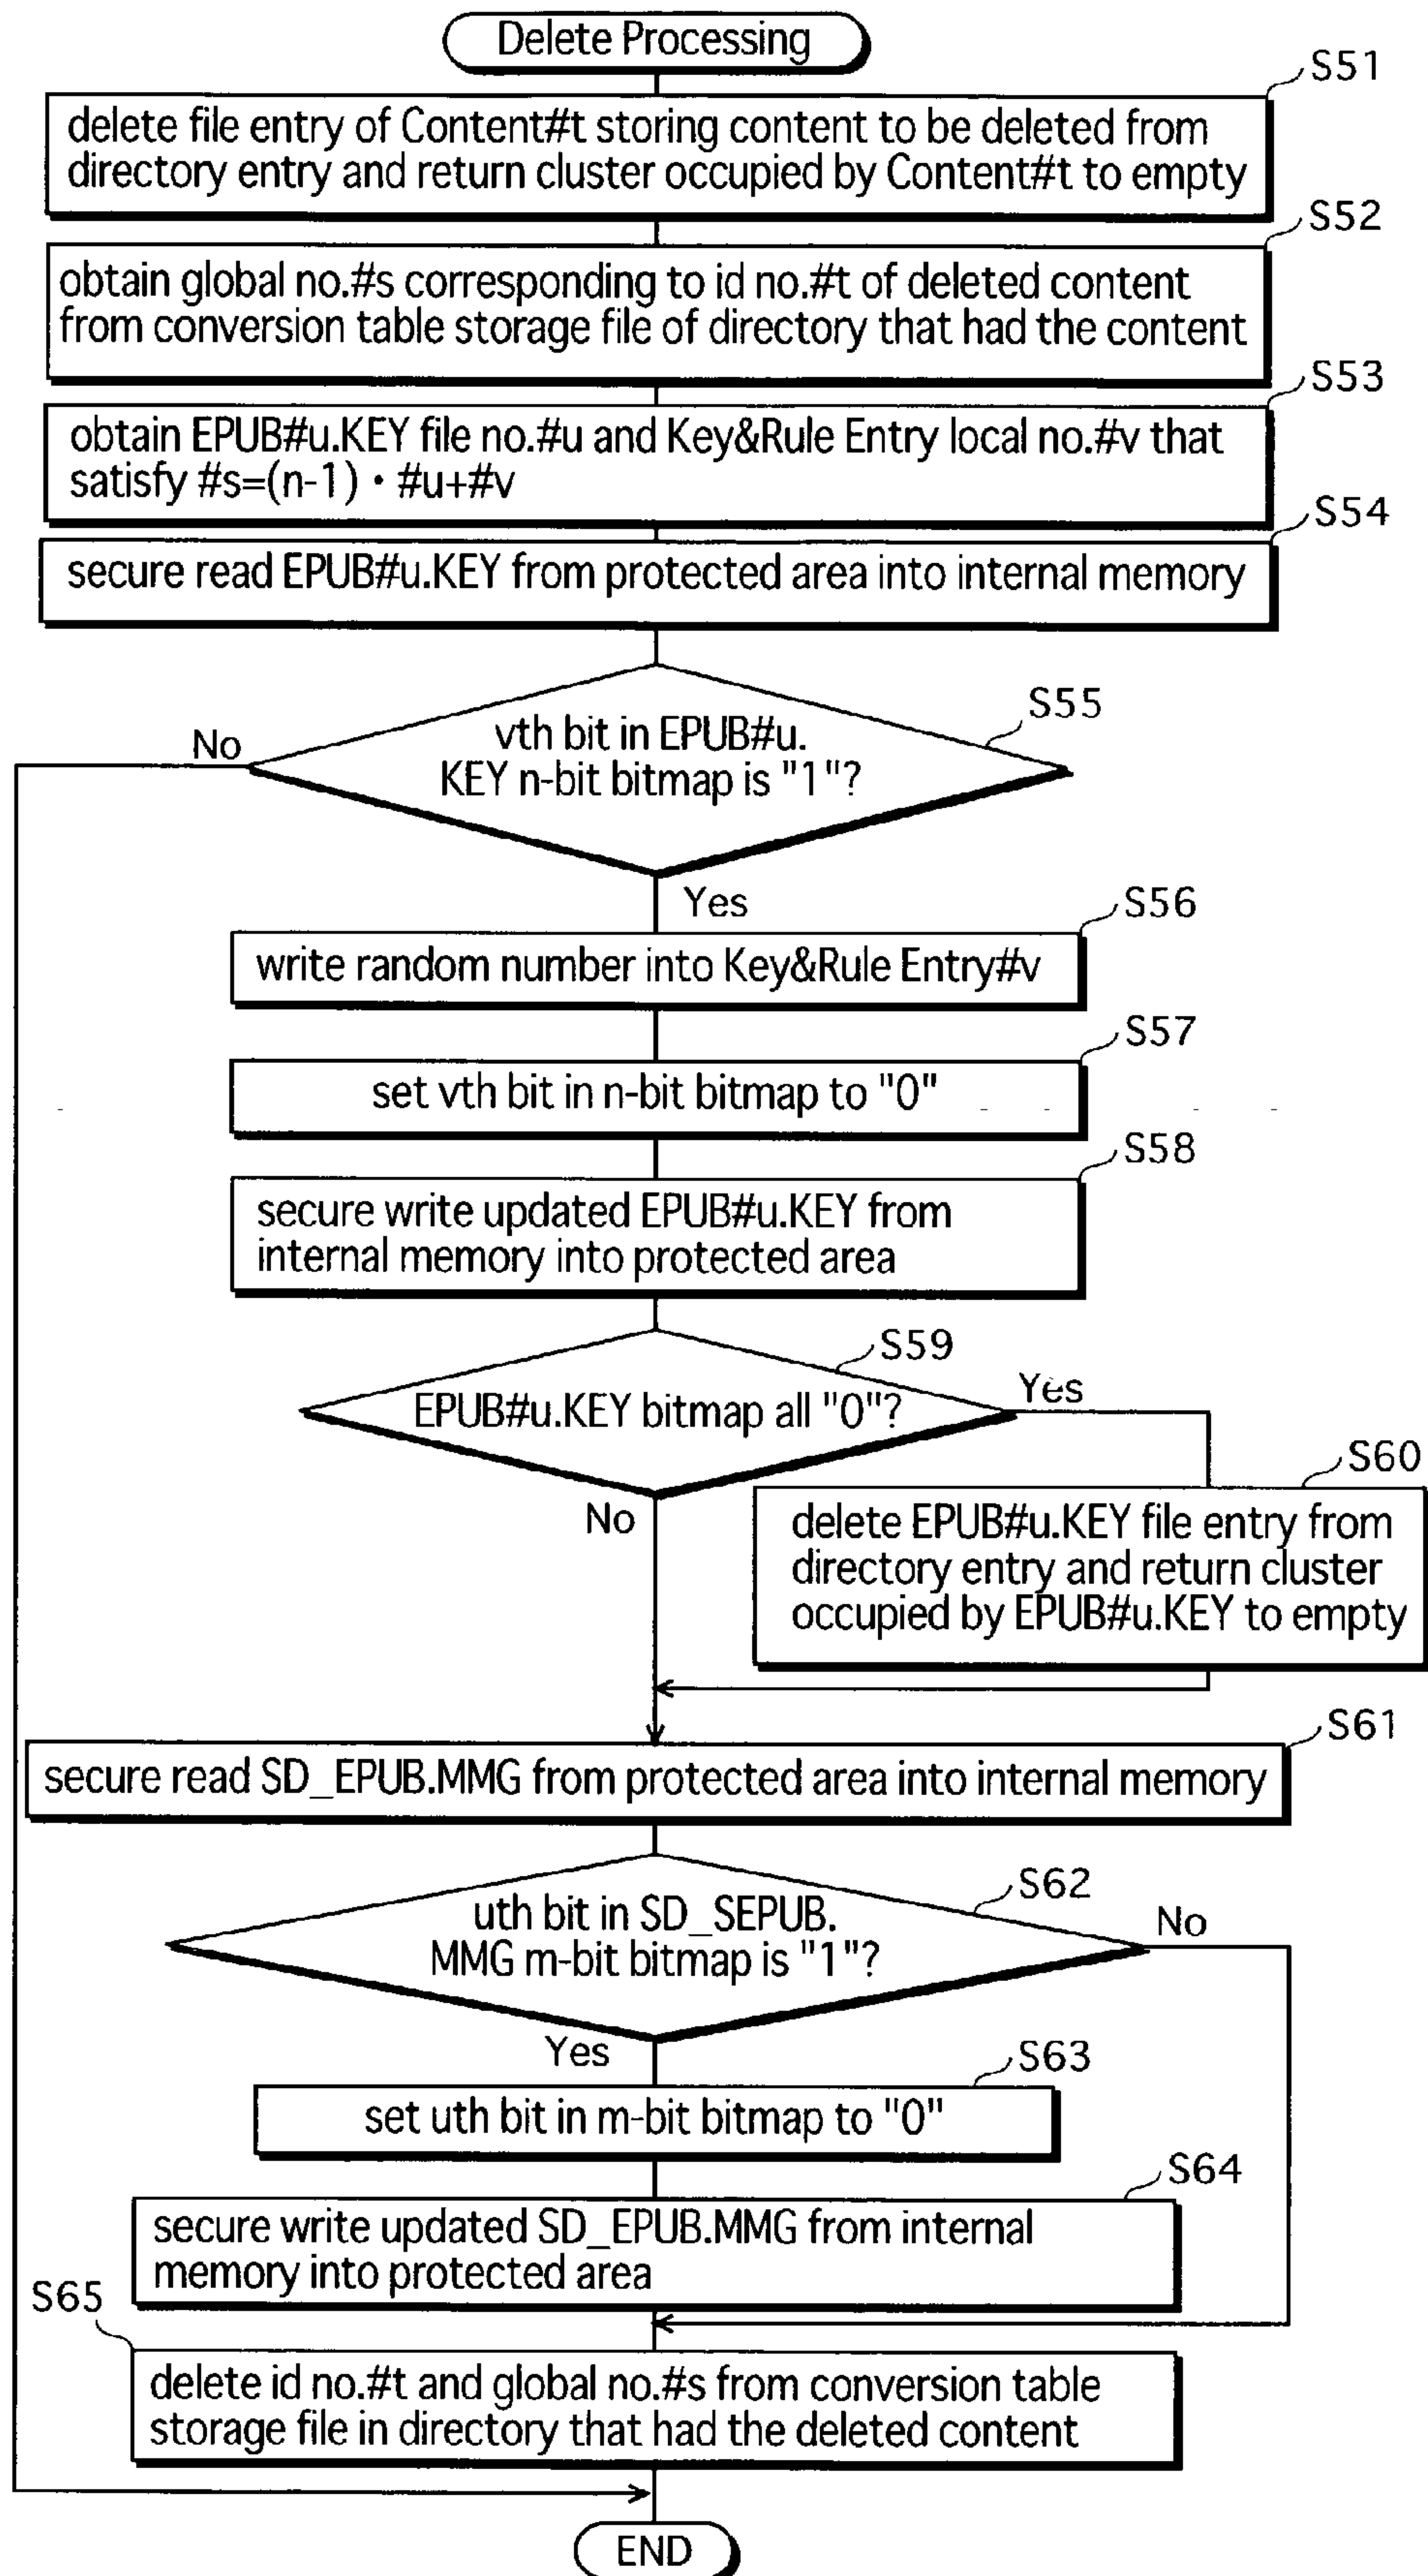 Delete Processing
S51
delete file entry of Content#t storing content to be deleted from
directory entry and return cluster occupied by Content#t to empty
S52
obtain global no.#s corresponding to id no.#t of deleted content
from conversion table storage file of directory that had the content
S53
obtain EPUB#u.KEY file no.#u and Key&Rule Entry local no.#v that
satisfy #s=(n-1)・#u+#v
S54
secure read EPUB#u.KEY from protected area into internal memory
S55
No
vth bit in EPUB#u.
KEY n-bit bitmap is "1"?
Yes
S56
write random number into Key&Rule Entry#v
S57
set vth bit in n-bit bitmap to "0"
S58
secure write updated EPUB#u.KEY from
internal memory into protected area
S59
Yes
EPUB#u.KEY bitmap all "0"?
S60
No
delete EPUB#u.KEY file entry from
directory entry and return cluster
occupied by EPUB#u.KEY to empty
S61
secure read SD_EPUB.MMG from protected area into internal memory
S62
No
uth bit in SD_SEPUB.
MMG m-bit bitmap is "1"?
Yes
S63
set uth bit in m-bit bitmap to "0"
S64
secure write updated SD_EPUB.MMG from internal
memory into protected area
S65
delete id no.#t and global no.#s from conversion table
storage file in directory that had the deleted content
END